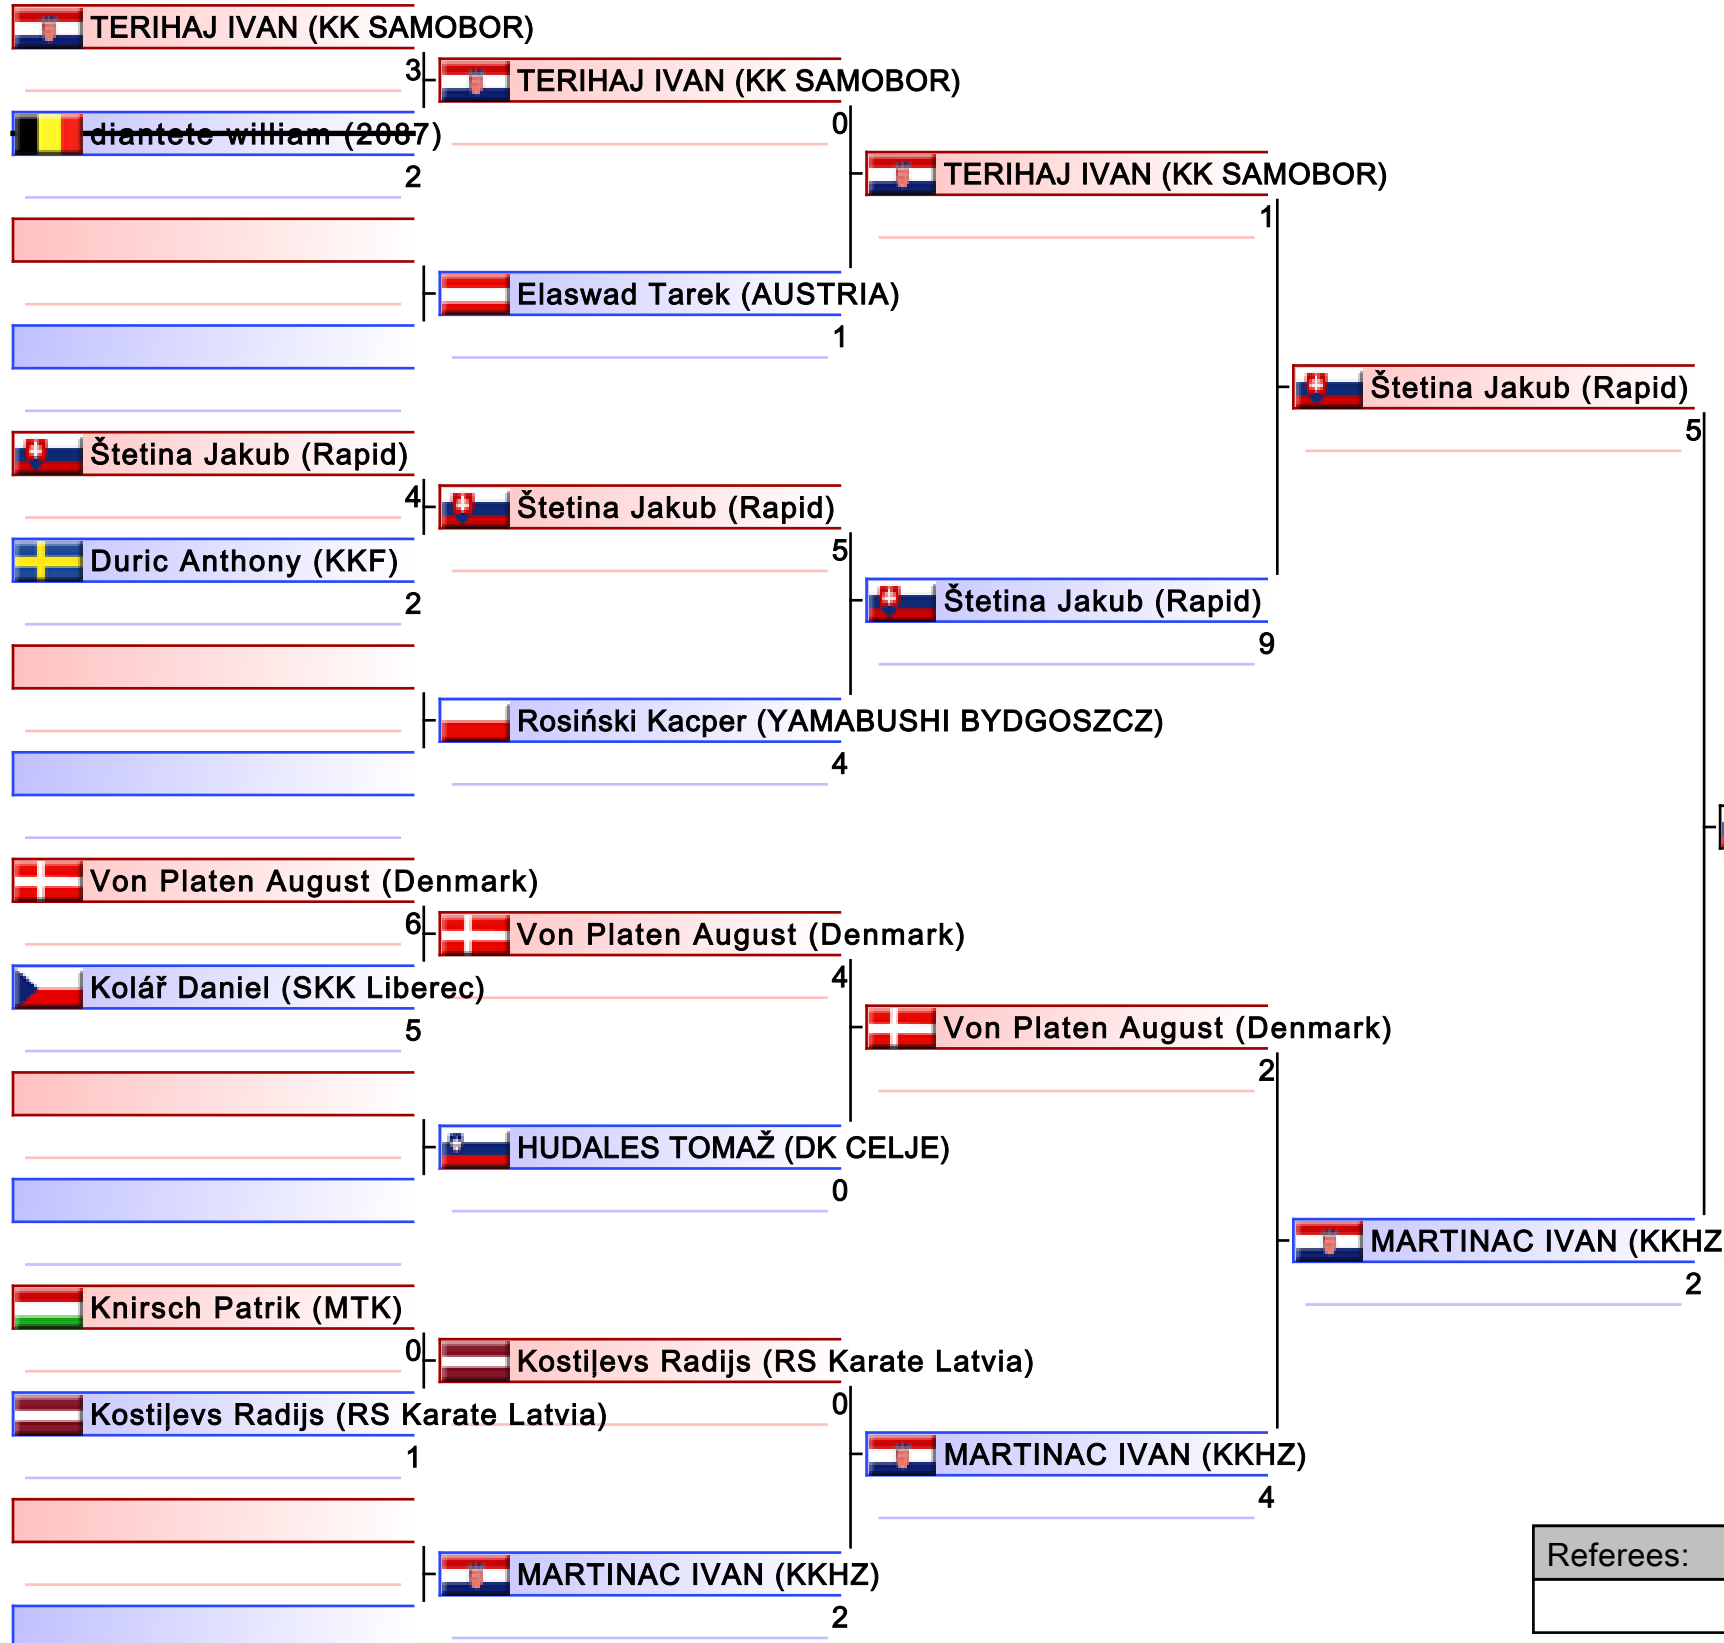 TERIHAJ IVAN (KK SAMOBOR)
3
diantete william (2087)
2
Štetina Jakub (Rapid)
4
Duric Anthony (KKF)
2
Von Platen August (Denmark)
6
Kolář Daniel (SKK Liberec)
5
Knirsch Patrik (MTK)
0
Kostiļevs Radijs (RS Karate Latvia)
1
TERIHAJ IVAN (KK SAMOBOR)
0
Elaswad Tarek (AUSTRIA)
1
Štetina Jakub (Rapid)
5
Rosiński Kacper (YAMABUSHI BYDGOSZCZ)
4
Von Platen August (Denmark)
4
HUDALES TOMAŽ (DK CELJE)
0
Kostiļevs Radijs (RS Karate Latvia)
0
MARTINAC IVAN (KKHZ)
2
TERIHAJ IVAN (KK SAMOBOR)
1
Štetina Jakub (Rapid)
9
Von Platen August (Denmark)
2
MARTINAC IVAN (KKHZ)
4
Štetina Jakub (Rapid)
5
MARTINAC IVAN (KKHZ
2
Referees: